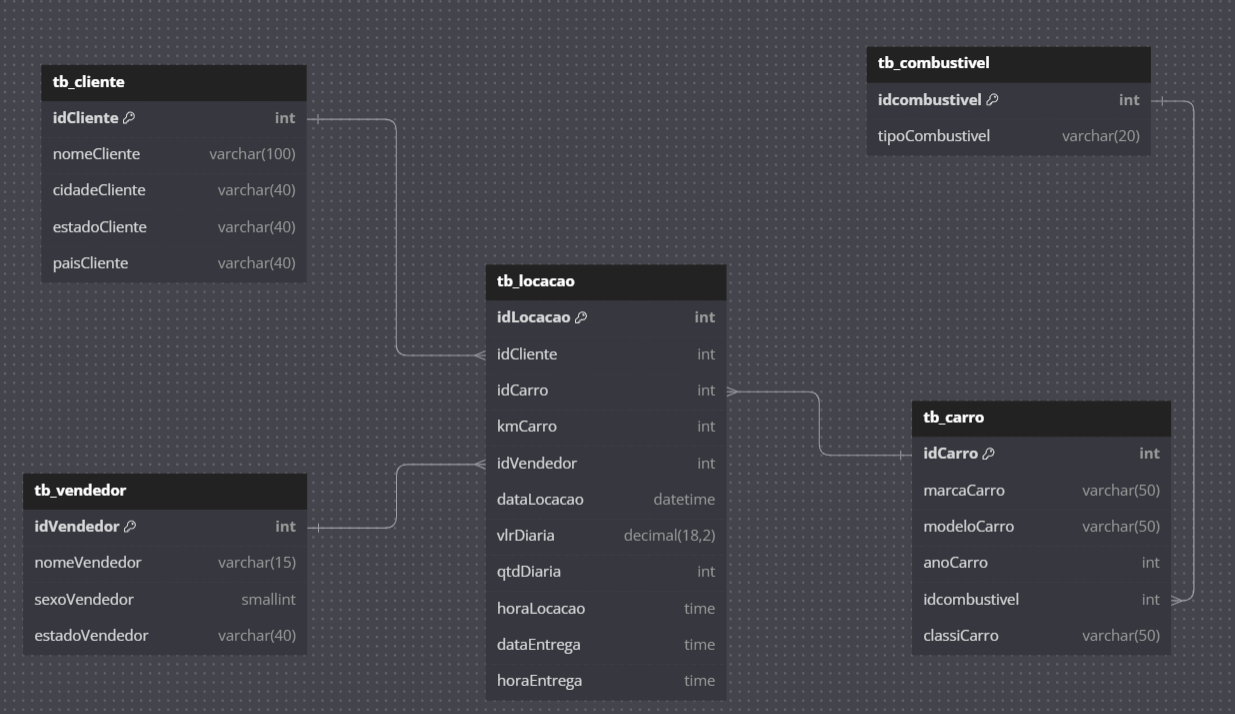 tb_cliente
idCliente int
nomeCliente varchar(100)
cidadeCliente varchar(40)
estadoCliente varchar(40)
paisCliente varchar(40)
tb_combustivel
idcombustivel int
tipoCombustivel varchar(20)
tb_locacao
idLocacao int
idCliente int
idCarro int
kmCarro int
idVendedor int
dataLocacao datetime
vlrDiaria decimal(18,2)
qtdDiaria int
horaLocacao time
dataEntrega time
horaEntrega time
tb_vendedor
idVendedor int
nomeVendedor varchar(15)
sexoVendedor smallint
estadoVendedor varchar(40)
tb_carro
idCarro int
marcaCarro varchar(50)
modeloCarro varchar(50)
anoCarro int
idcombustivel int
classiCarro varchar(50)